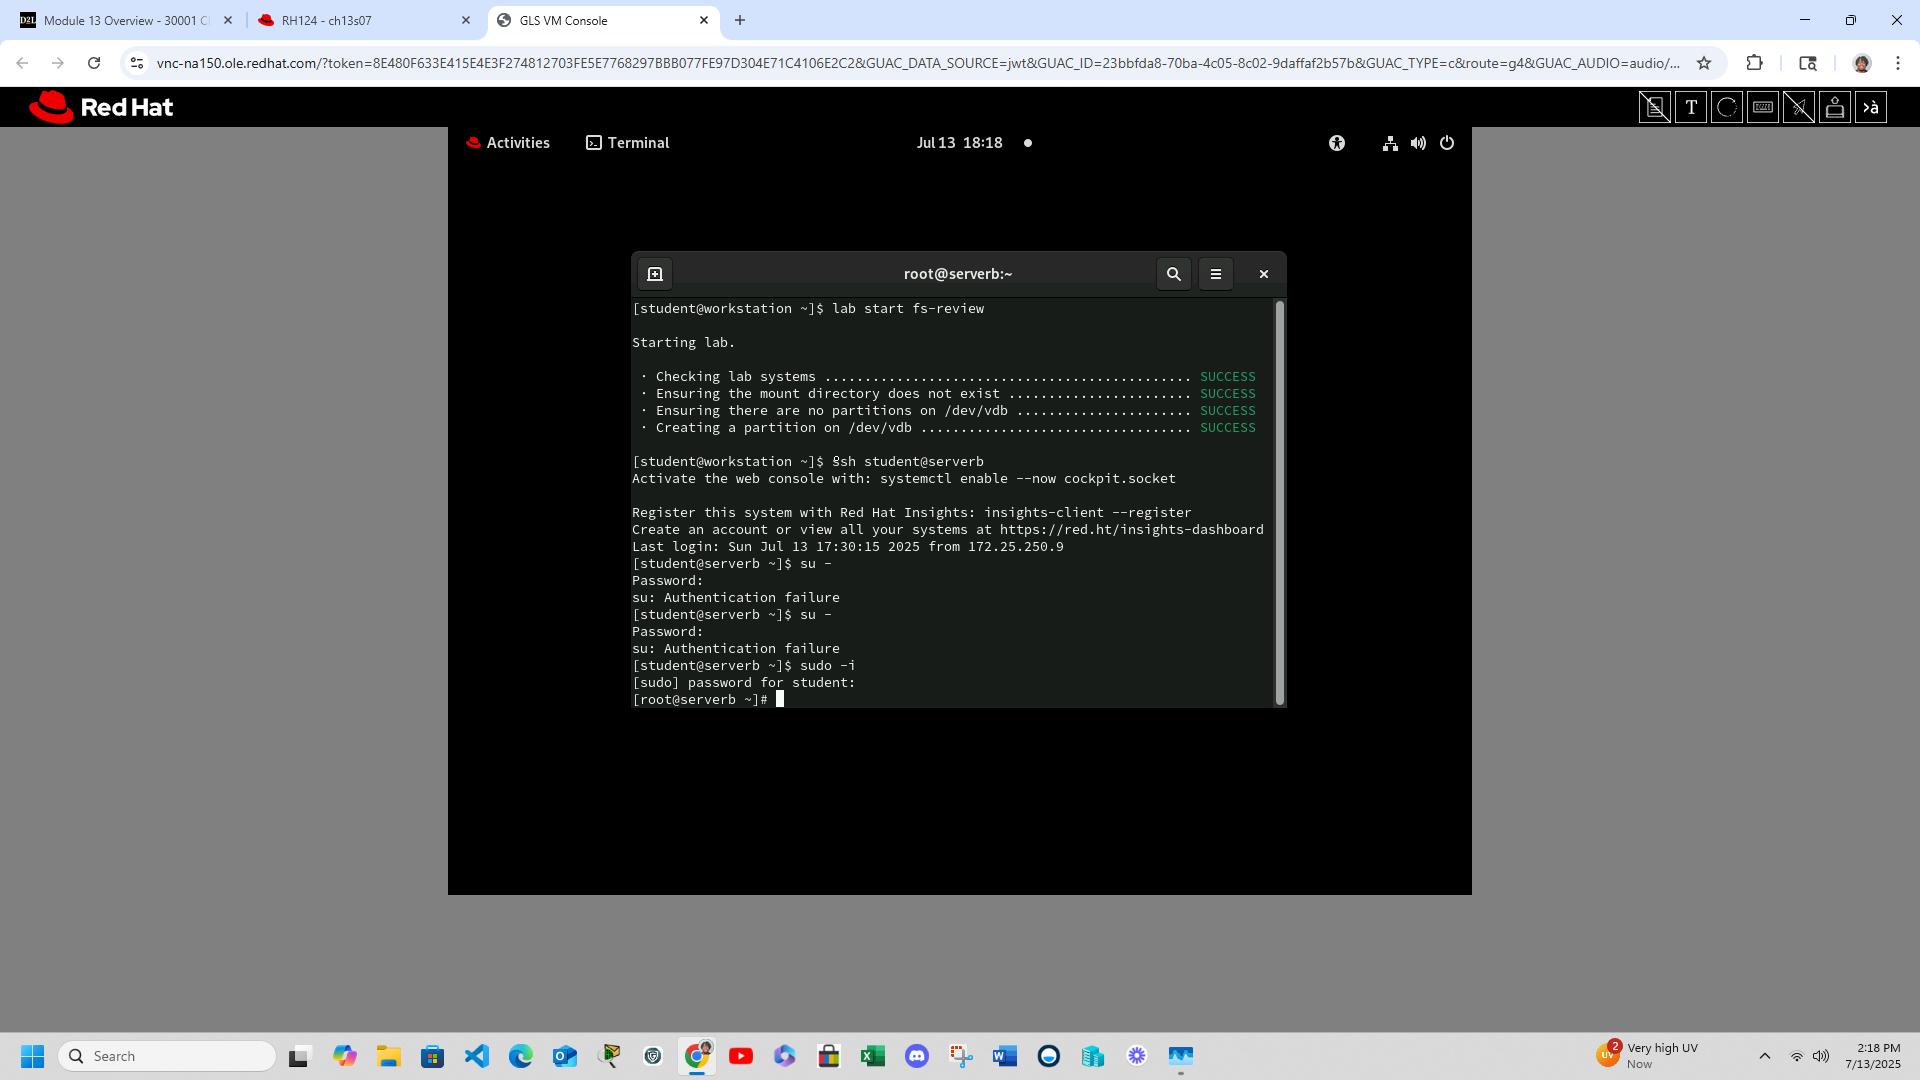 Module 13 Overview - 30001 C
RH124 - ch13s07
GLS VM Console
vnc-na150.ole.redhat.com/?token=8E480F633E415E4E3F274812703FE5E7768297BBB077FE97D304E71C4106E2C2&GUAC_DATA_SOURCE=jwt&GUAC_ID=23bbfda8-70ba-4c05-8c02-9daffaf2b57b&GUAC_TYPE=c&route=g4&GUAC_AUDIO=audio/...
Red Hat
T
›à
Activities
Terminal
Jul 13 18:18
root@serverb:~
[student@workstation ~]$ lab start fs-review
Starting lab.
· Checking lab systems .............................................. SUCCESS
· Ensuring the mount directory does not exist ....................... SUCCESS
· Ensuring there are no partitions on /dev/vdb ...................... SUCCESS
· Creating a partition on /dev/vdb .................................. SUCCESS
[student@workstation ~]$ ssh student@serverb
Activate the web console with: systemctl enable --now cockpit.socket
Register this system with Red Hat Insights: insights-client --register
Create an account or view all your systems at https://red.ht/insights-dashboard
Last login: Sun Jul 13 17:30:15 2025 from 172.25.250.9
[student@serverb ~]$ su -
Password:
su: Authentication failure
[student@serverb ~]$ su -
Password:
su: Authentication failure
[student@serverb ~]$ sudo -i
[sudo] password for student:
[root@serverb ~]#
Search
UV
2
Very high UV
Now
2:18 PM
7/13/2025